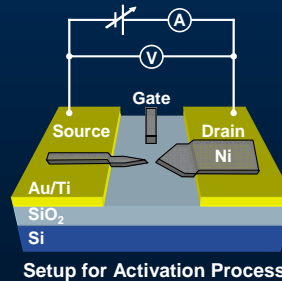 A
V
Gate
Source Drain
Ni
Au/Ti
SiO₂
Si
Setup for Activation Process